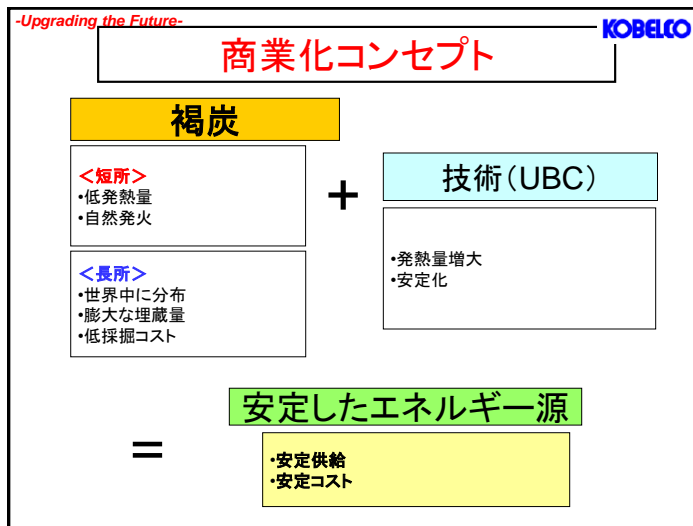 -Upgrading the Future-
KOBELCO
商業化コンセプト
褐炭
＜短所＞
•低発熱量
•自然発火
＜長所＞
•世界中に分布
•膨大な埋蔵量
•低採掘コスト
+
技術（UBC）
•発熱量増大
•安定化
=
安定したエネルギー源
•安定供給
•安定コスト